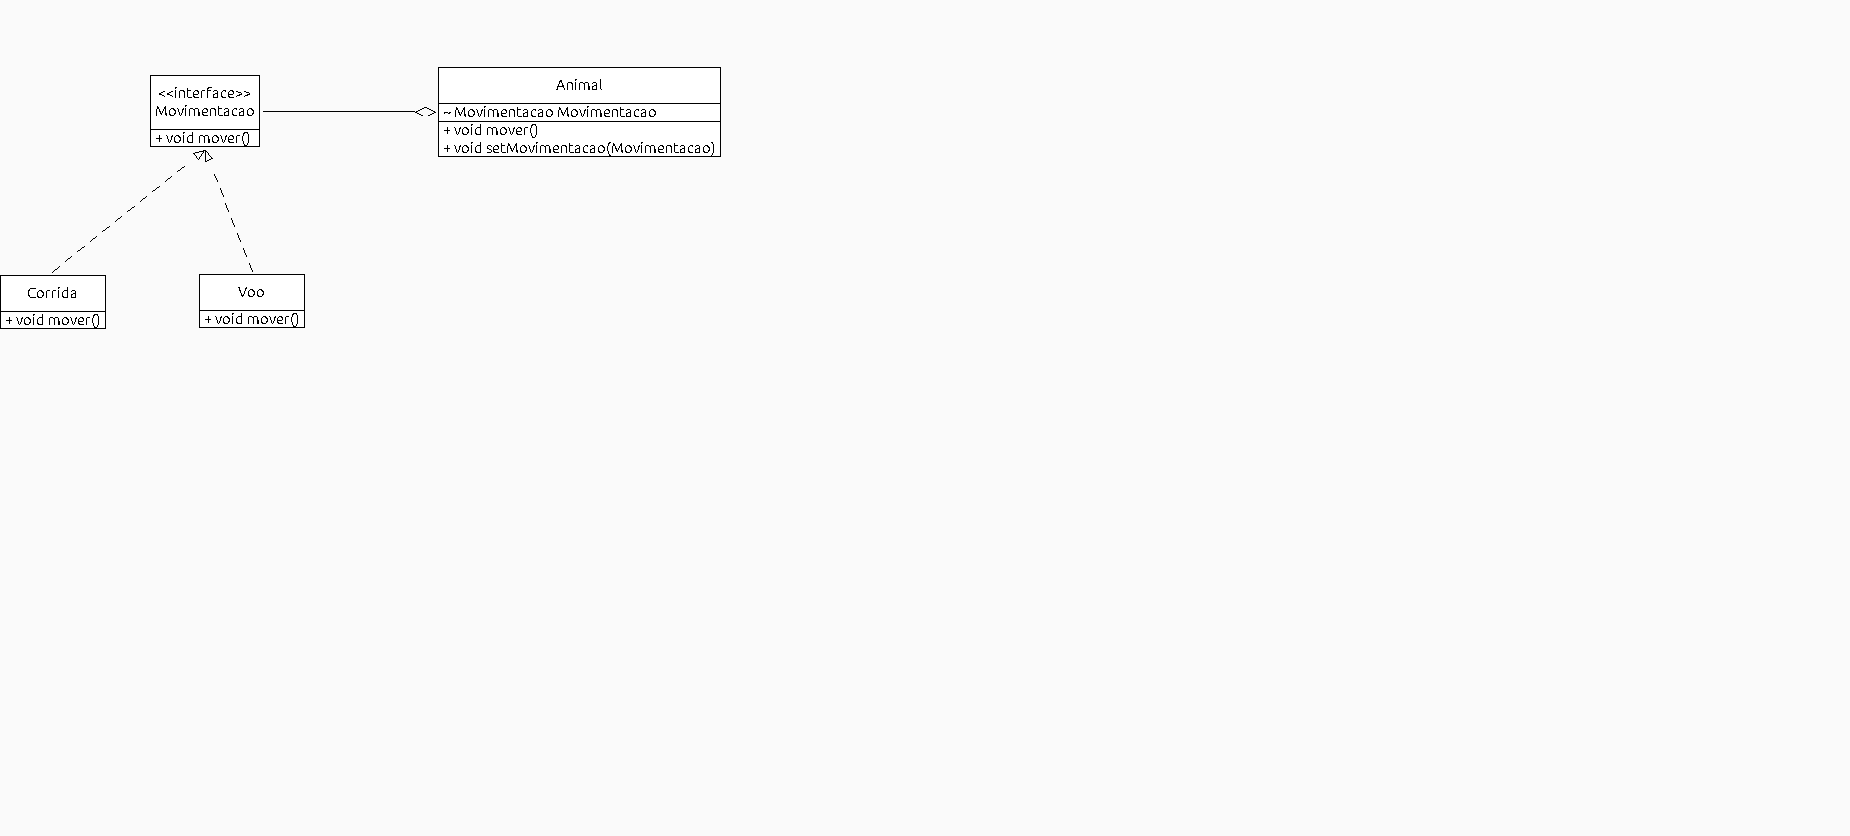 <<interface>>
Movimentacao
+ void mover()
Animal
~ Movimentacao Movimentacao
+ void mover()
+ void setMovimentacao(Movimentacao)
Corrida
+ void mover()
Voo
+ void mover()